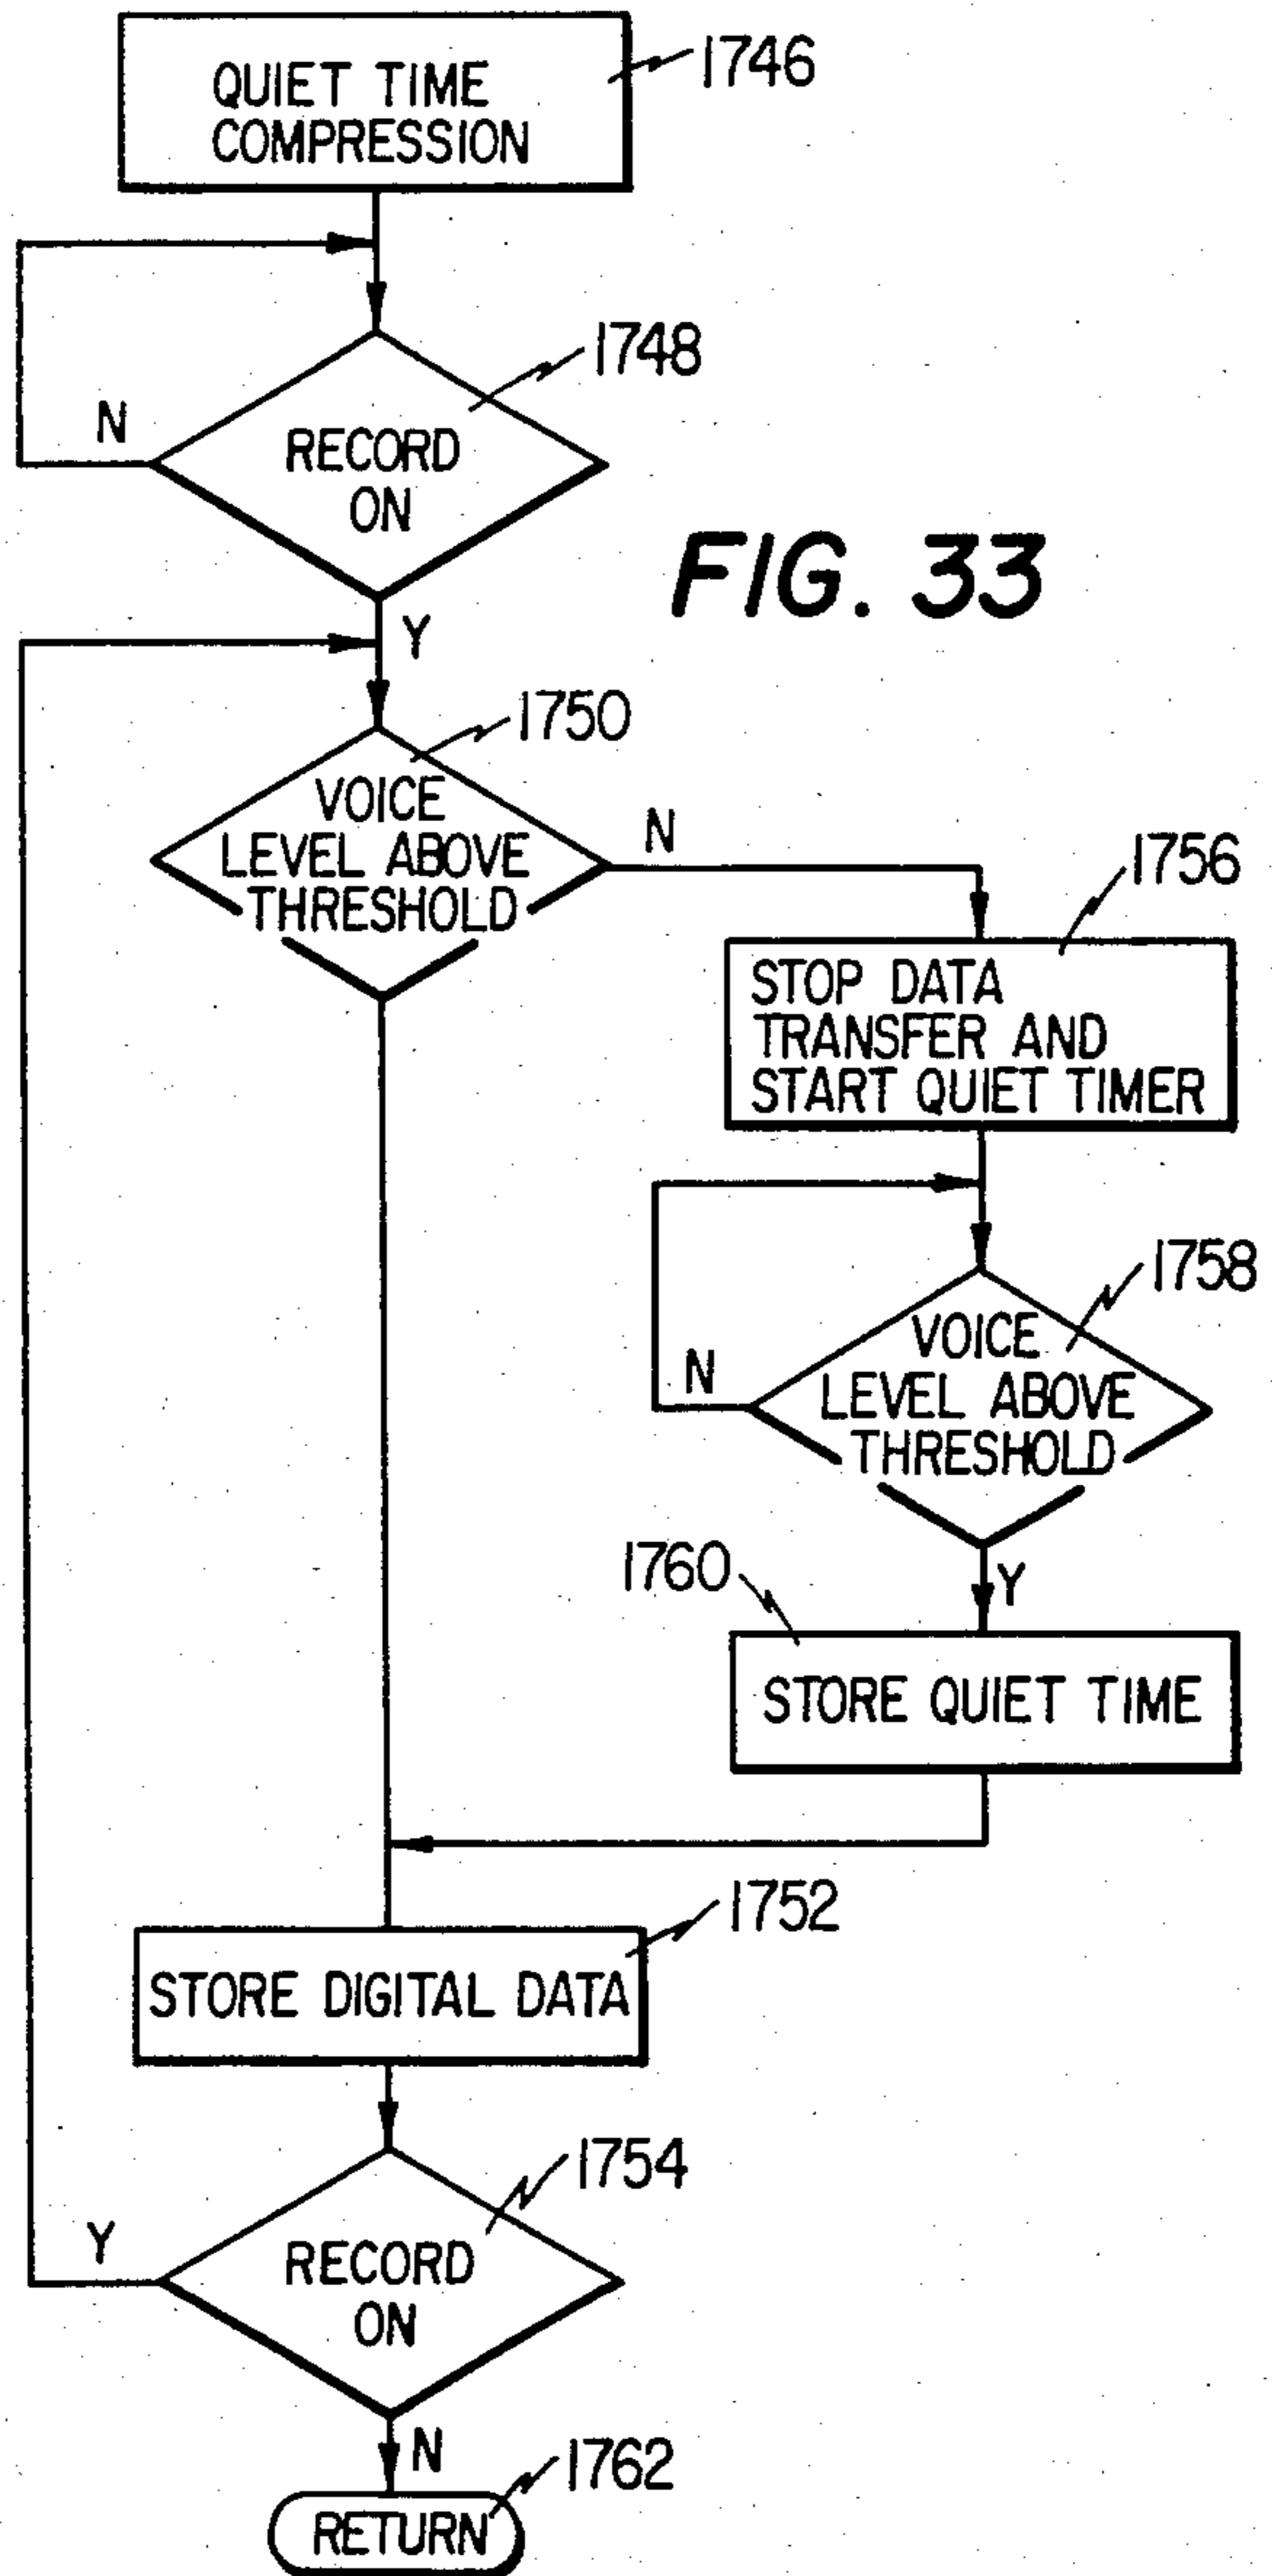 QUIET TIME
COMPRESSION
1746
1748
N
RECORD
ON
FIG. 33
Y
1750
VOICE
LEVEL ABOVE
THRESHOLD
N
1756
STOP DATA
TRANSFER AND
START QUIET TIMER
1758
VOICE
LEVEL ABOVE
THRESHOLD
N
Y
1760
STORE QUIET TIME
1752
STORE DIGITAL DATA
1754
Y
RECORD
ON
N
1762
RETURN